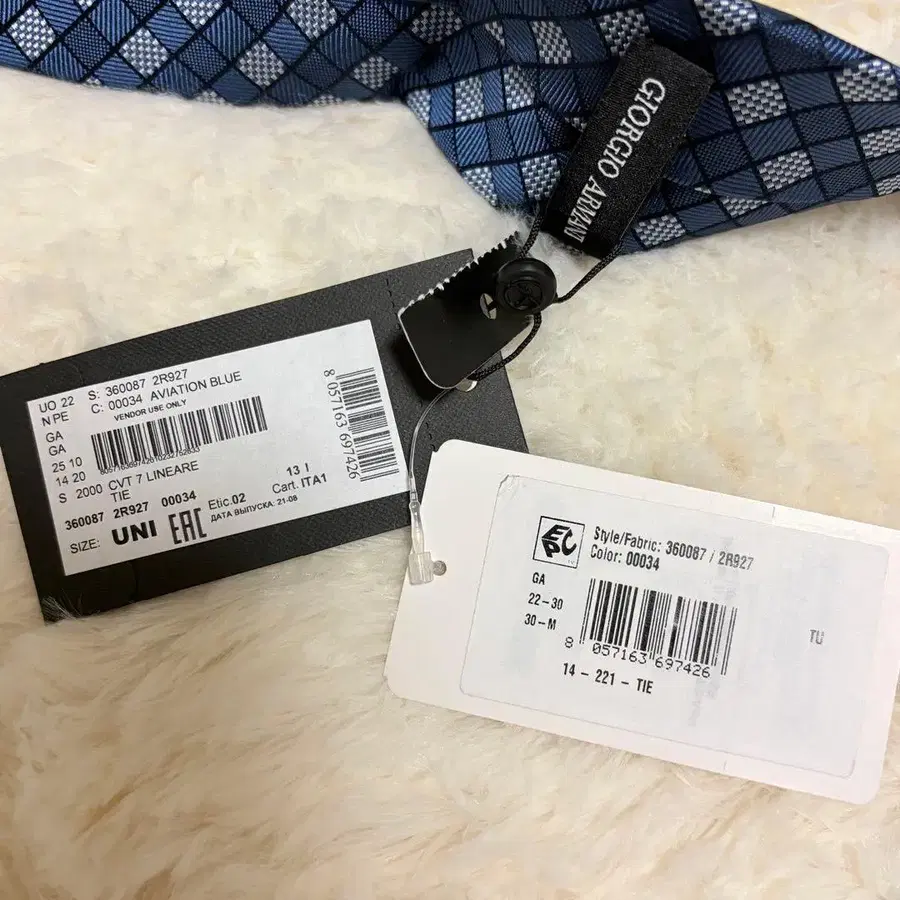 GIORGIO ARMANI
UO 22 S: 360087 2R927
N PE C: 00034 AVIATION BLUE
VENDOR USE ONLY
GA
GA
25 10
14 20
S 2000 CVT 7 LINEARE
TIE
13 I
Cart. ITA1
360087 2R927 00034 Etic.02
ДАТА ВЫПУСКА: 21-08
SIZE: UNI EAC
8 057163 697426
EPC
Style/Fabric: 360087 / 2R927
Color: 00034
GA
22-30
30-M
8 057163 697426
14 - 221 - TIE
TU